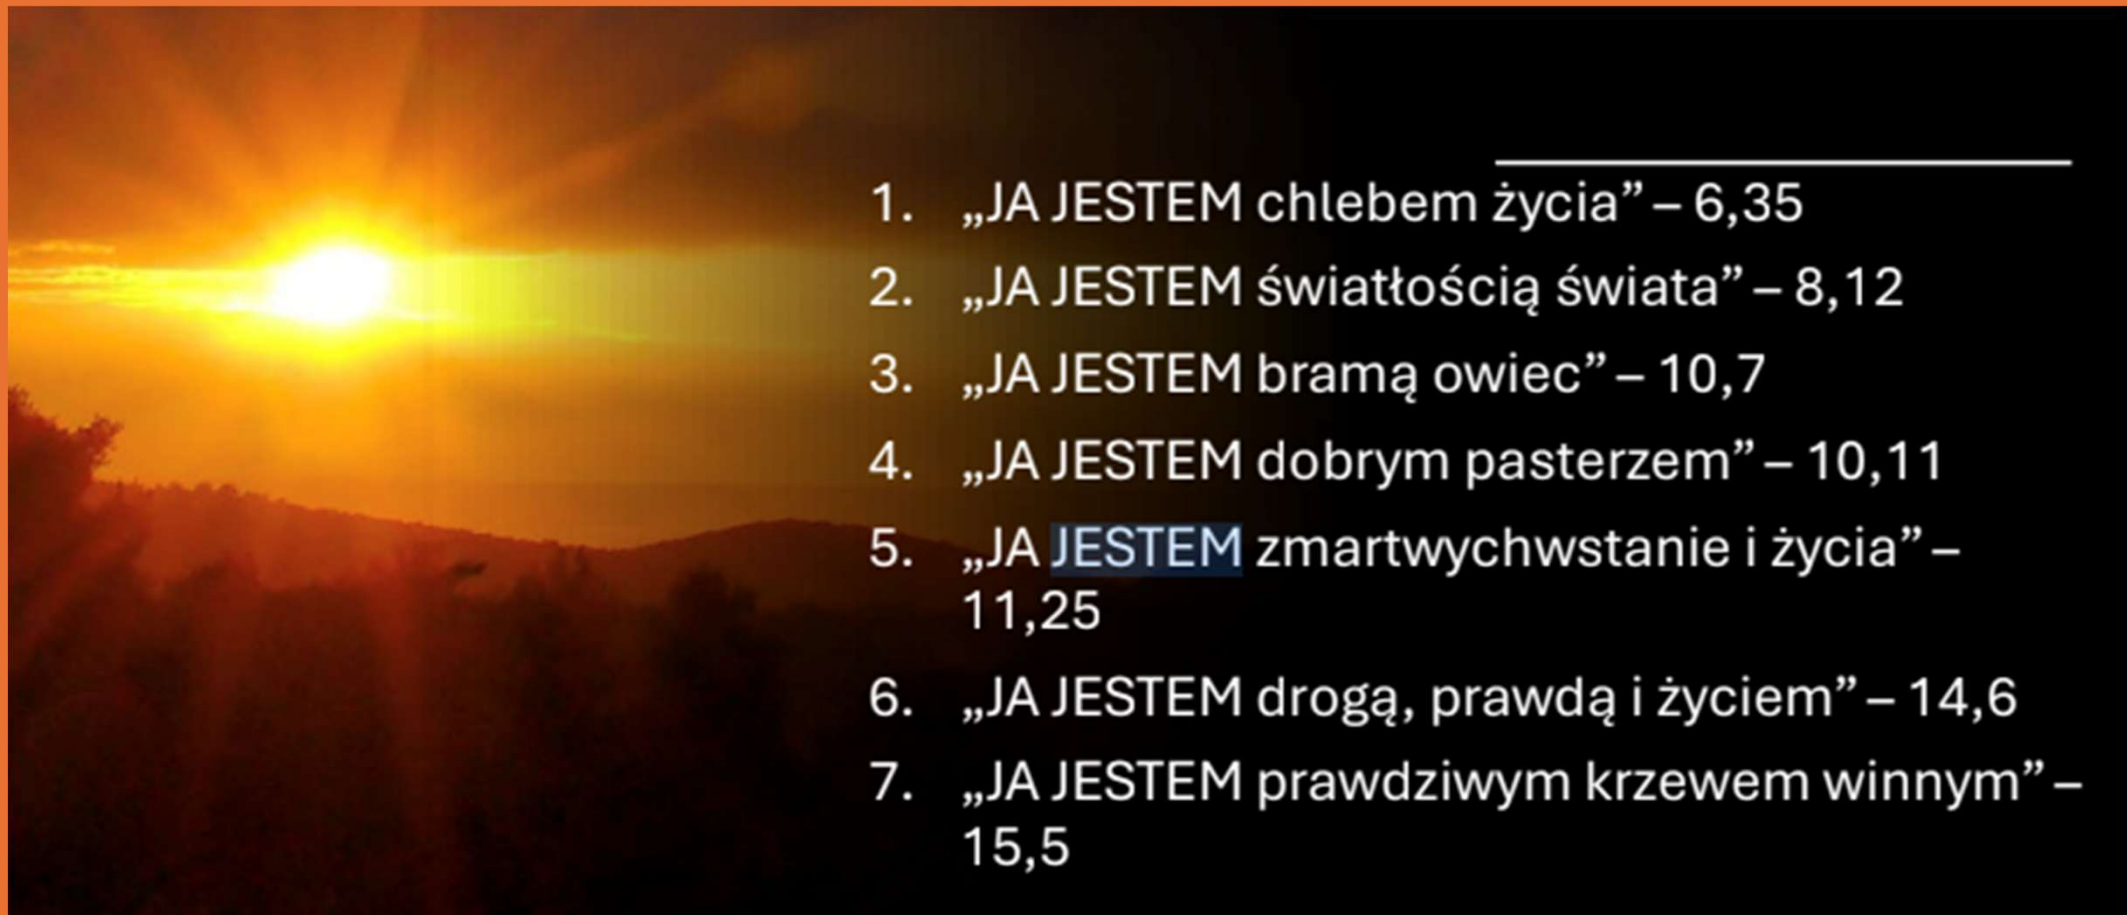 1. „JA JESTEM chlebem życia” – 6,35
2. „JA JESTEM światłością świata” – 8,12
3. „JA JESTEM bramą owiec” – 10,7
4. „JA JESTEM dobrym pasterzem” – 10,11
5. „JA JESTEM zmartwychwstanie i życia” –
11,25
6. „JA JESTEM drogą, prawdą i życiem” – 14,6
7. „JA JESTEM prawdziwym krzewem winnym” –
15,5